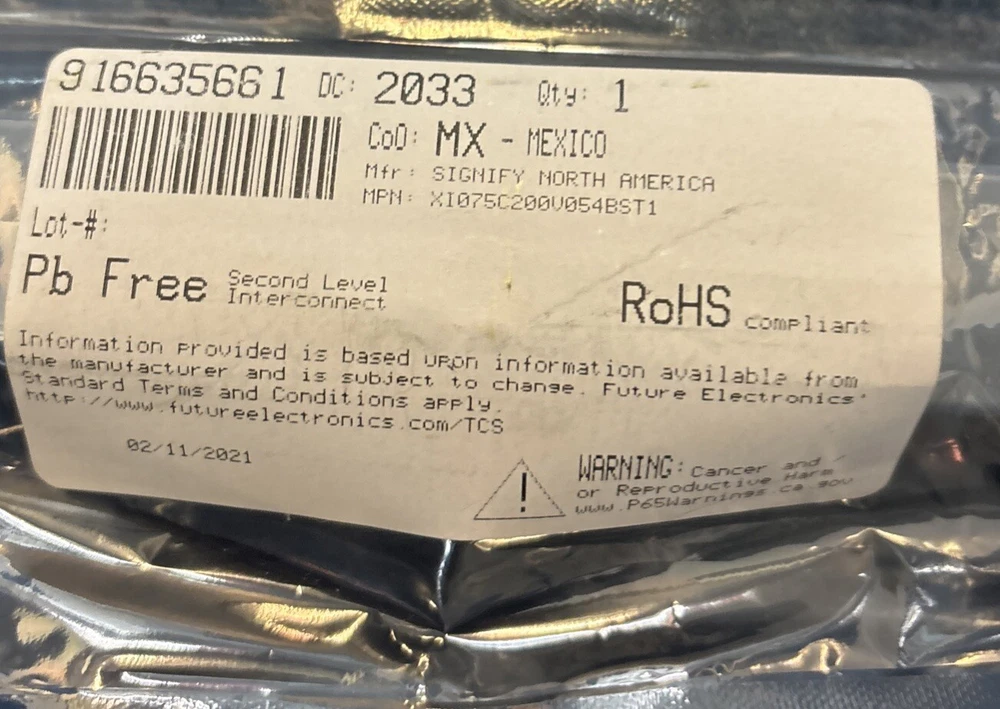 916635661 DC: 2033 Qty: 1
CoO: MX - MEXICO
Mfr: SIGNIFY NORTH AMERICA
MPN: XI075C200V054BST1
Lot-#:
Pb Free Second Level
Interconnect
RoHS compliant
Information provided is based upon information available from
the manufacturer and is subject to change. Future Electronics'
Standard Terms and Conditions apply.
http://www.futureelectronics.com/TCS
02/11/2021
! WARNING: Cancer and
or Reproductive Harm
www.P65Warnings.ca.gov